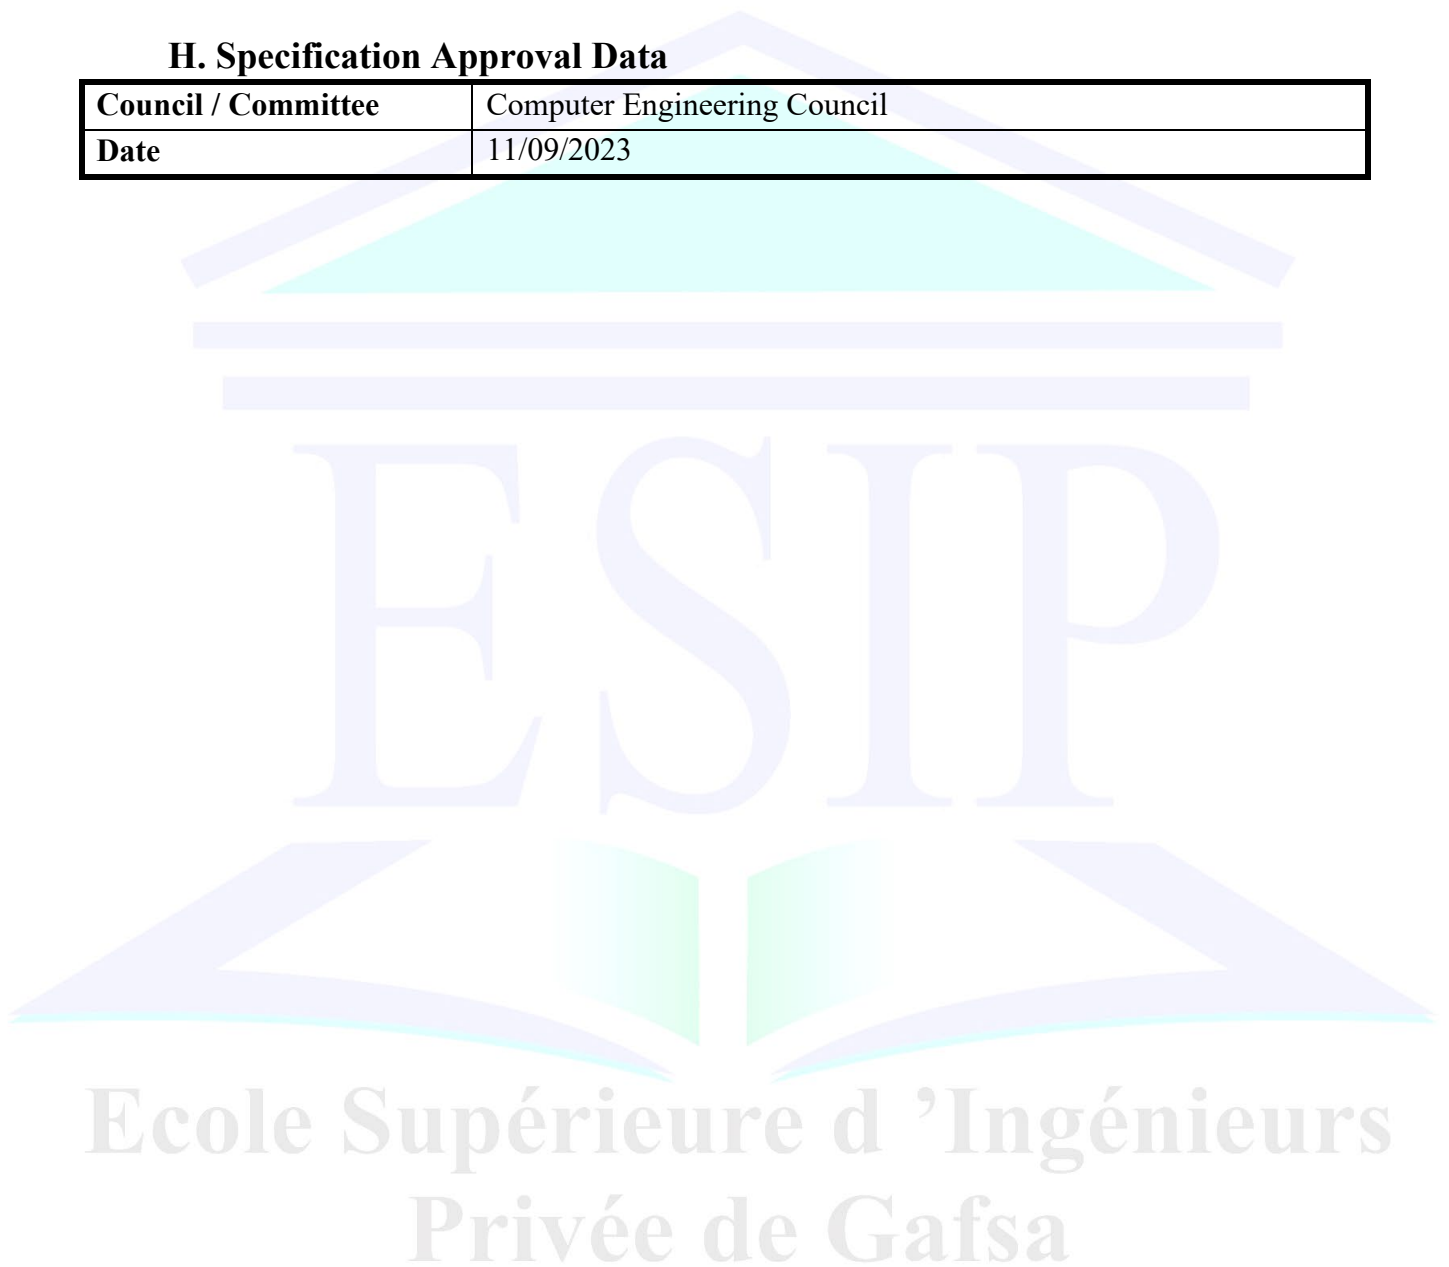 H. Specification Approval Data
Council / Committee Computer Engineering Council
Date 11/09/2023
ESIP
Ecole Supérieure d ’Ingénieurs
Privée de Gafsa